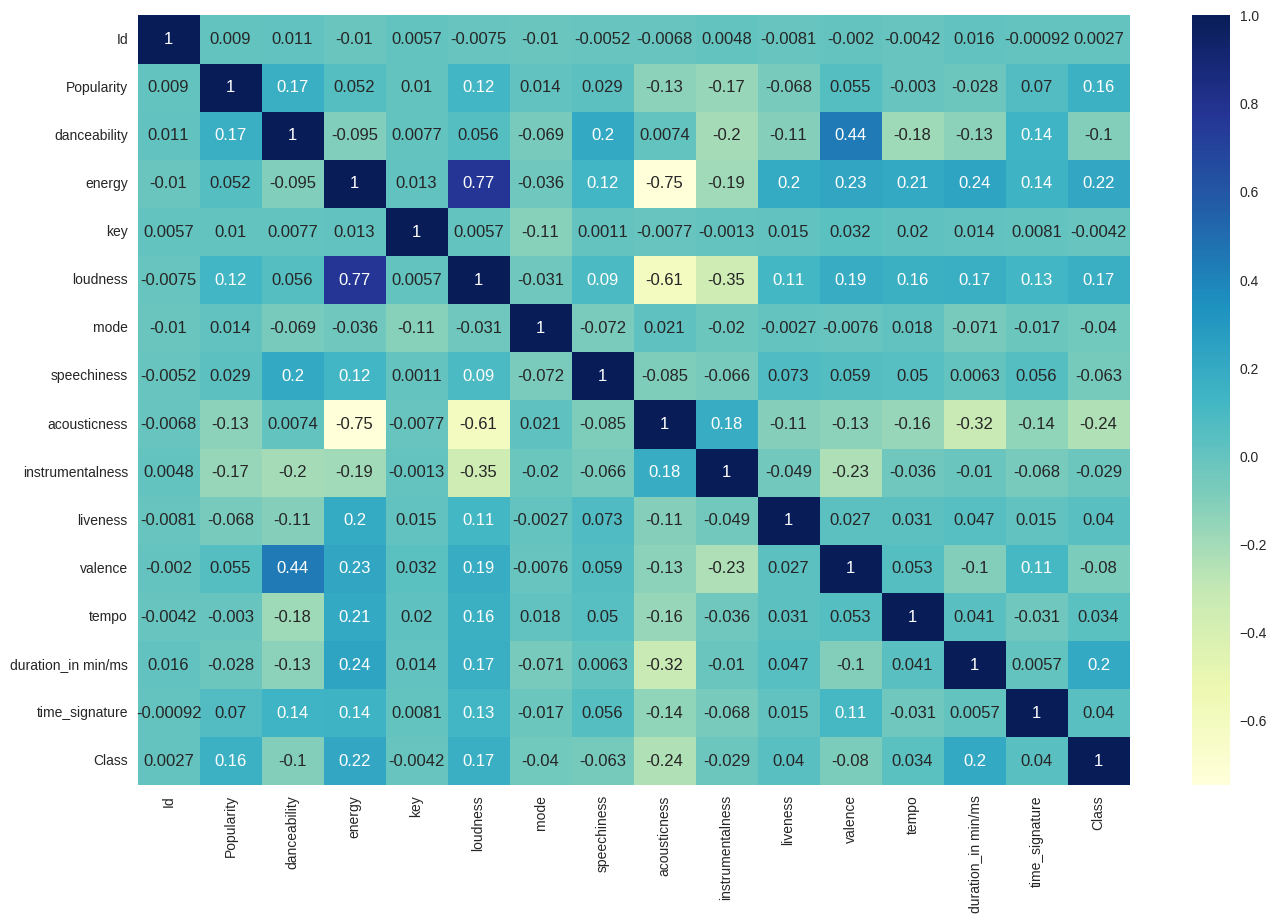 Id 1 0.009 0.011 -0.01 0.0057 -0.0075 -0.01 -0.0052 -0.0068 0.0048 -0.0081 -0.002 -0.0042 0.016 -0.00092 0.0027
Popularity 0.009 1 0.17 0.052 0.01 0.12 0.014 0.029 -0.13 -0.17 -0.068 0.055 -0.003 -0.028 0.07 0.16
danceability 0.011 0.17 1 -0.095 0.0077 0.056 -0.069 0.2 0.0074 -0.2 -0.11 0.44 -0.18 -0.13 0.14 -0.1
energy -0.01 0.052 -0.095 1 0.013 0.77 -0.036 0.12 -0.75 -0.19 0.2 0.23 0.21 0.24 0.14 0.22
key 0.0057 0.01 0.0077 0.013 1 0.0057 -0.11 0.0011 -0.0077 -0.0013 0.015 0.032 0.02 0.014 0.0081 -0.0042
loudness -0.0075 0.12 0.056 0.77 0.0057 1 -0.031 0.09 -0.61 -0.35 0.11 0.19 0.16 0.17 0.13 0.17
mode -0.01 0.014 -0.069 -0.036 -0.11 -0.031 1 -0.072 0.021 -0.02 -0.0027 -0.0076 0.018 -0.071 -0.017 -0.04
speechiness -0.0052 0.029 0.2 0.12 0.0011 0.09 -0.072 1 -0.085 -0.066 0.073 0.059 0.05 0.0063 0.056 -0.063
acousticness -0.0068 -0.13 0.0074 -0.75 -0.0077 -0.61 0.021 -0.085 1 0.18 -0.11 -0.13 -0.16 -0.32 -0.14 -0.24
instrumentalness 0.0048 -0.17 -0.2 -0.19 -0.0013 -0.35 -0.02 -0.066 0.18 1 -0.049 -0.23 -0.036 -0.01 -0.068 -0.029
liveness -0.0081 -0.068 -0.11 0.2 0.015 0.11 -0.0027 0.073 -0.11 -0.049 1 0.027 0.031 0.047 0.015 0.04
valence -0.002 0.055 0.44 0.23 0.032 0.19 -0.0076 0.059 -0.13 -0.23 0.027 1 0.053 -0.1 0.11 -0.08
tempo -0.0042 -0.003 -0.18 0.21 0.02 0.16 0.018 0.05 -0.16 -0.036 0.031 0.053 1 0.041 -0.031 0.034
duration_in min/ms 0.016 -0.028 -0.13 0.24 0.014 0.17 -0.071 0.0063 -0.32 -0.01 0.047 -0.1 0.041 1 0.0057 0.2
time_signature -0.00092 0.07 0.14 0.14 0.0081 0.13 -0.017 0.056 -0.14 -0.068 0.015 0.11 -0.031 0.0057 1 0.04
Class 0.0027 0.16 -0.1 0.22 -0.0042 0.17 -0.04 -0.063 -0.24 -0.029 0.04 -0.08 0.034 0.2 0.04 1
Id
Popularity
danceability
energy
key
loudness
mode
speechiness
acousticness
instrumentalness
liveness
valence
tempo
duration_in min/ms
time_signature
Class
1.0
0.8
0.6
0.4
0.2
0.0
−0.2
−0.4
−0.6